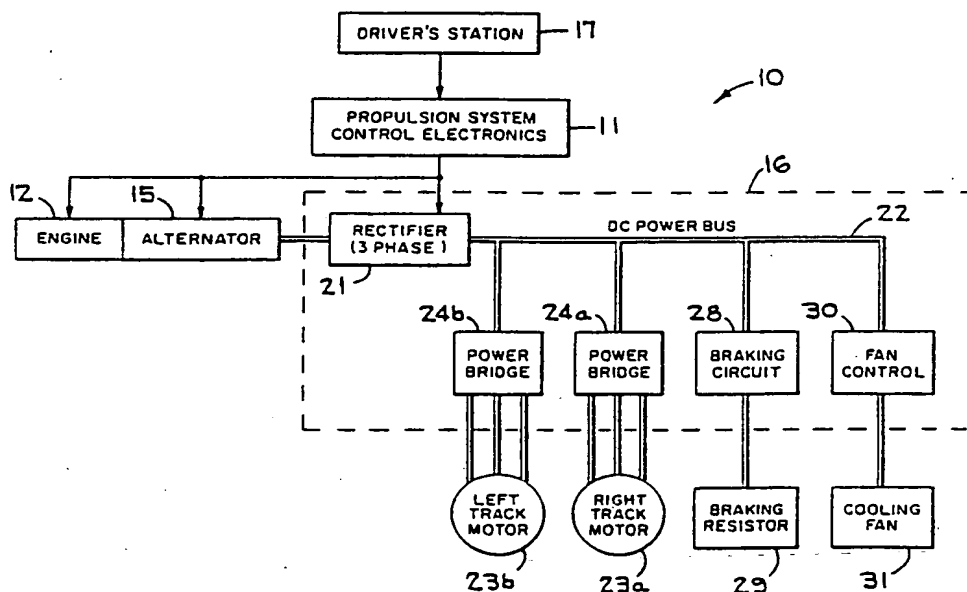 DRIVER'S STATION
17
10
PROPULSION SYSTEM
CONTROL ELECTRONICS
11
16
12
15
ENGINE
ALTERNATOR
RECTIFIER
(3 PHASE)
21
DC POWER BUS
22
24b
24a
28
30
POWER
BRIDGE
POWER
BRIDGE
BRAKING
CIRCUIT
FAN
CONTROL
LEFT
TRACK
MOTOR
RIGHT
TRACK
MOTOR
BRAKING
RESISTOR
COOLING
FAN
23b
23a
29
31